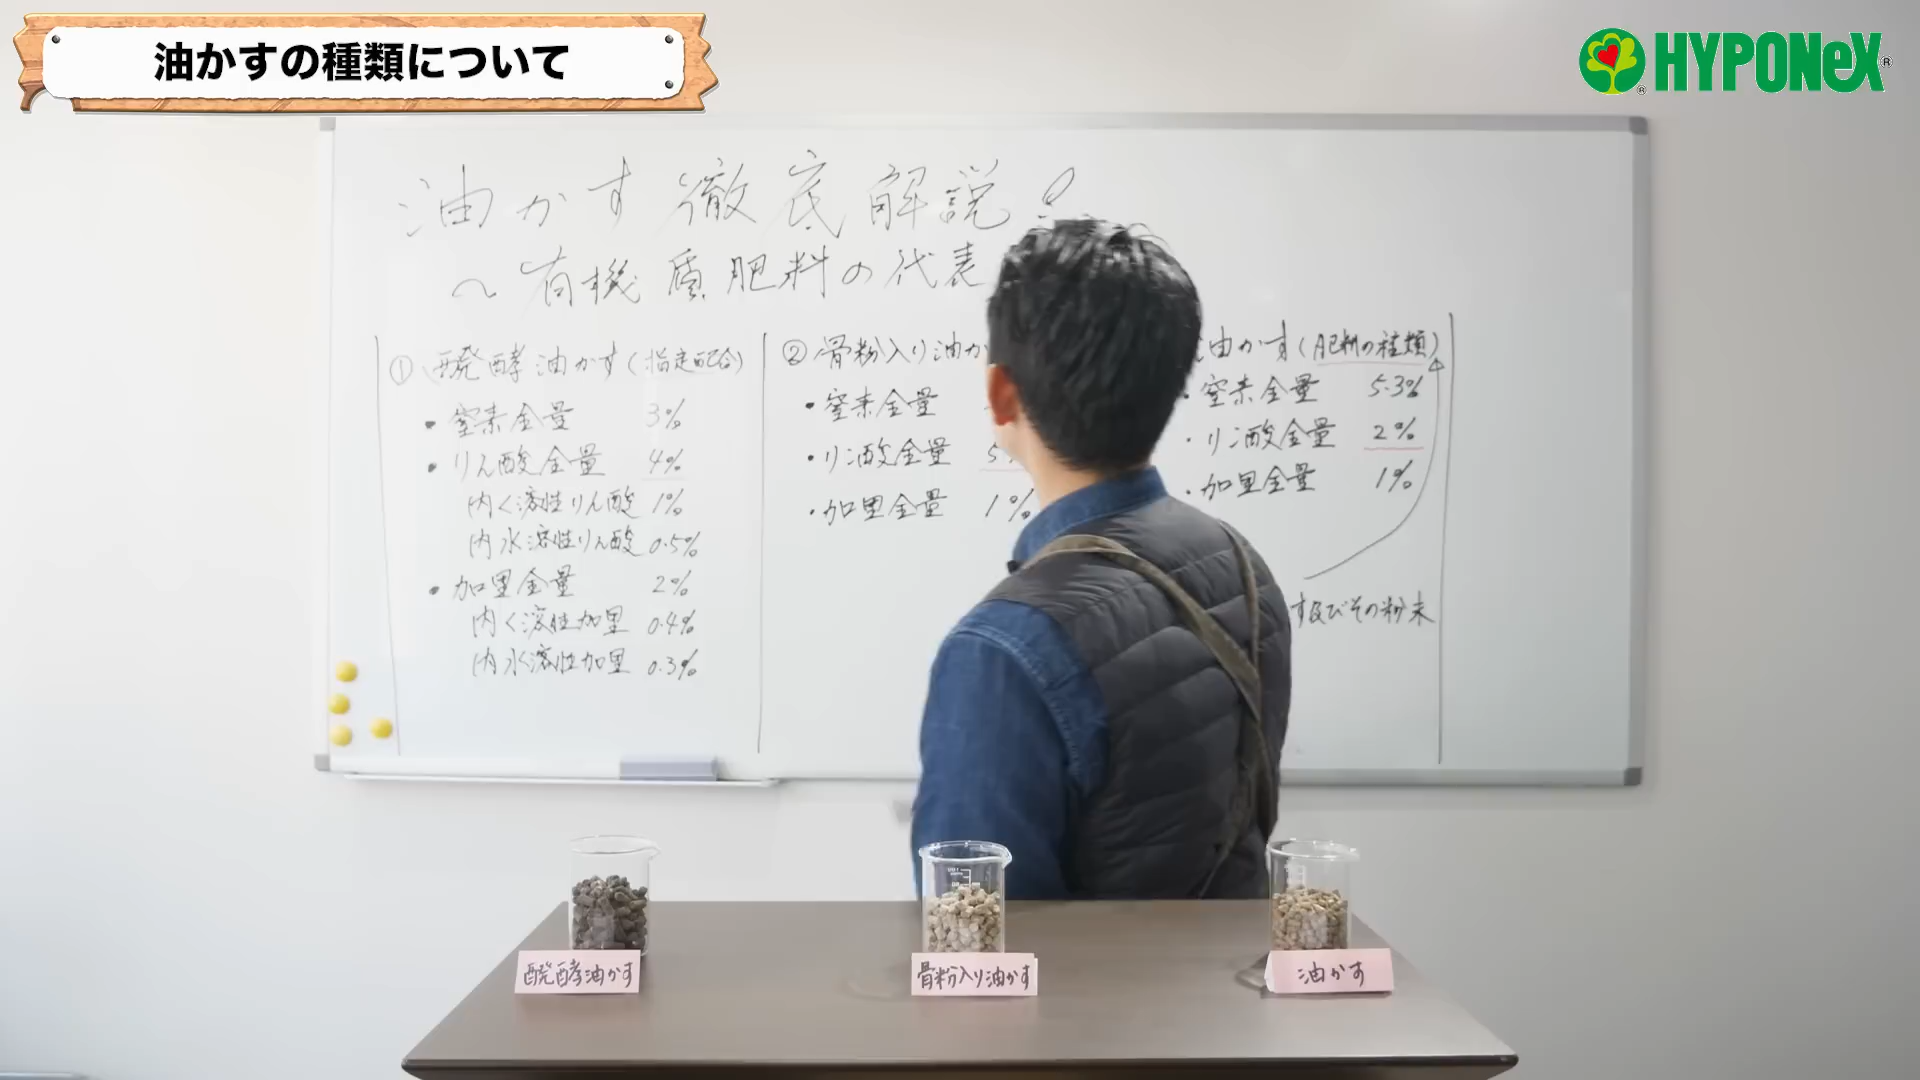 油かすの種類について
HYPONeX
油かす徹底解説!
〜有機質肥料の代表
① 醗酵油かす(指定配合)
・窒素全量 3%
・りん酸全量 4%
内く溶性りん酸 1%
内水溶性りん酸 0.5%
・加里全量 2%
内く溶性加里 0.4%
内水溶性加里 0.3%
② 骨粉入り油か
・窒素全量
・リン酸全量 5
・加里全量 1%
油かす(肥料の種類)
・窒素全量 5.3%
・リン酸全量 2%
・加里全量 1%
す及びその粉末
醗酵油かす
骨粉入り油かす
油かす